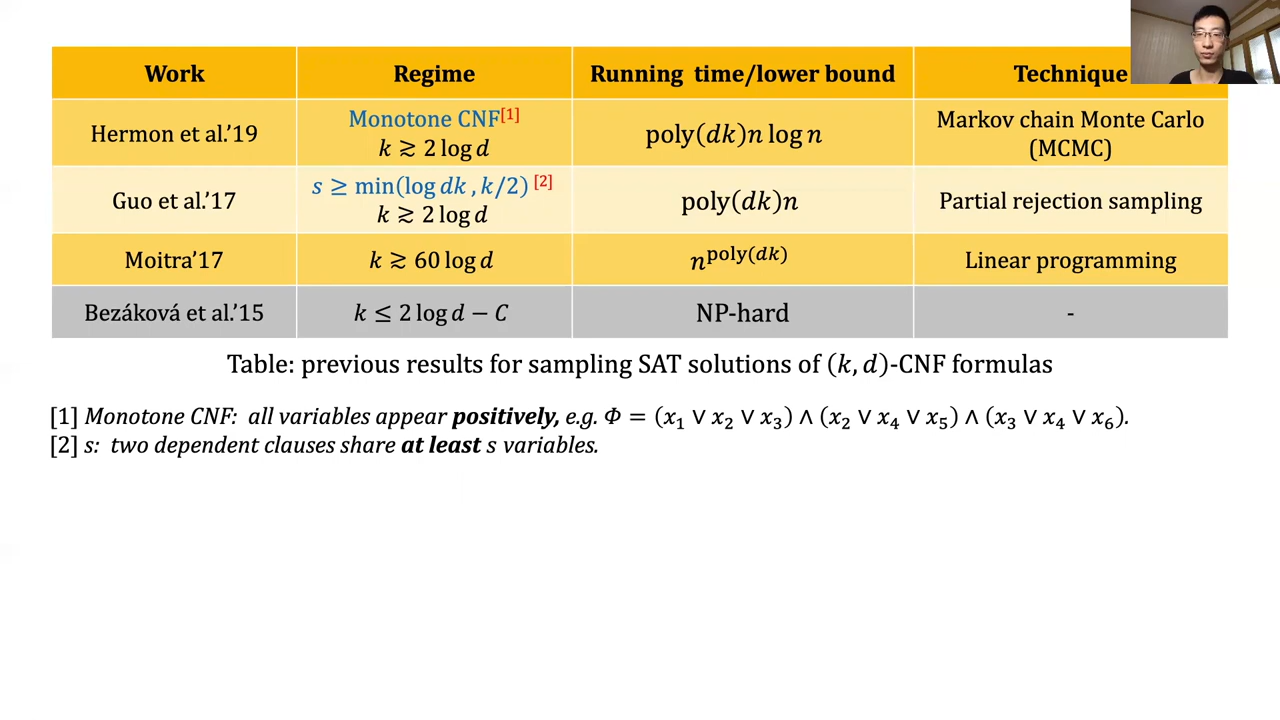 Work Regime Running time/lower bound Technique
Hermon et al.'19 Monotone CNF[1] k ≳ 2 log d poly(dk)n log n Markov chain Monte Carlo (MCMC)
Guo et al.'17 s ≥ min(log dk , k/2) [2] k ≳ 2 log d poly(dk)n Partial rejection sampling
Moitra'17 k ≳ 60 log d n^poly(dk) Linear programming
Bezáková et al.'15 k ≤ 2 log d − C NP-hard -
Table: previous results for sampling SAT solutions of (k, d)-CNF formulas
[1] Monotone CNF: all variables appear positively, e.g. Φ = (x₁ ∨ x₂ ∨ x₃) ∧ (x₂ ∨ x₄ ∨ x₅) ∧ (x₃ ∨ x₄ ∨ x₆).
[2] s: two dependent clauses share at least s variables.